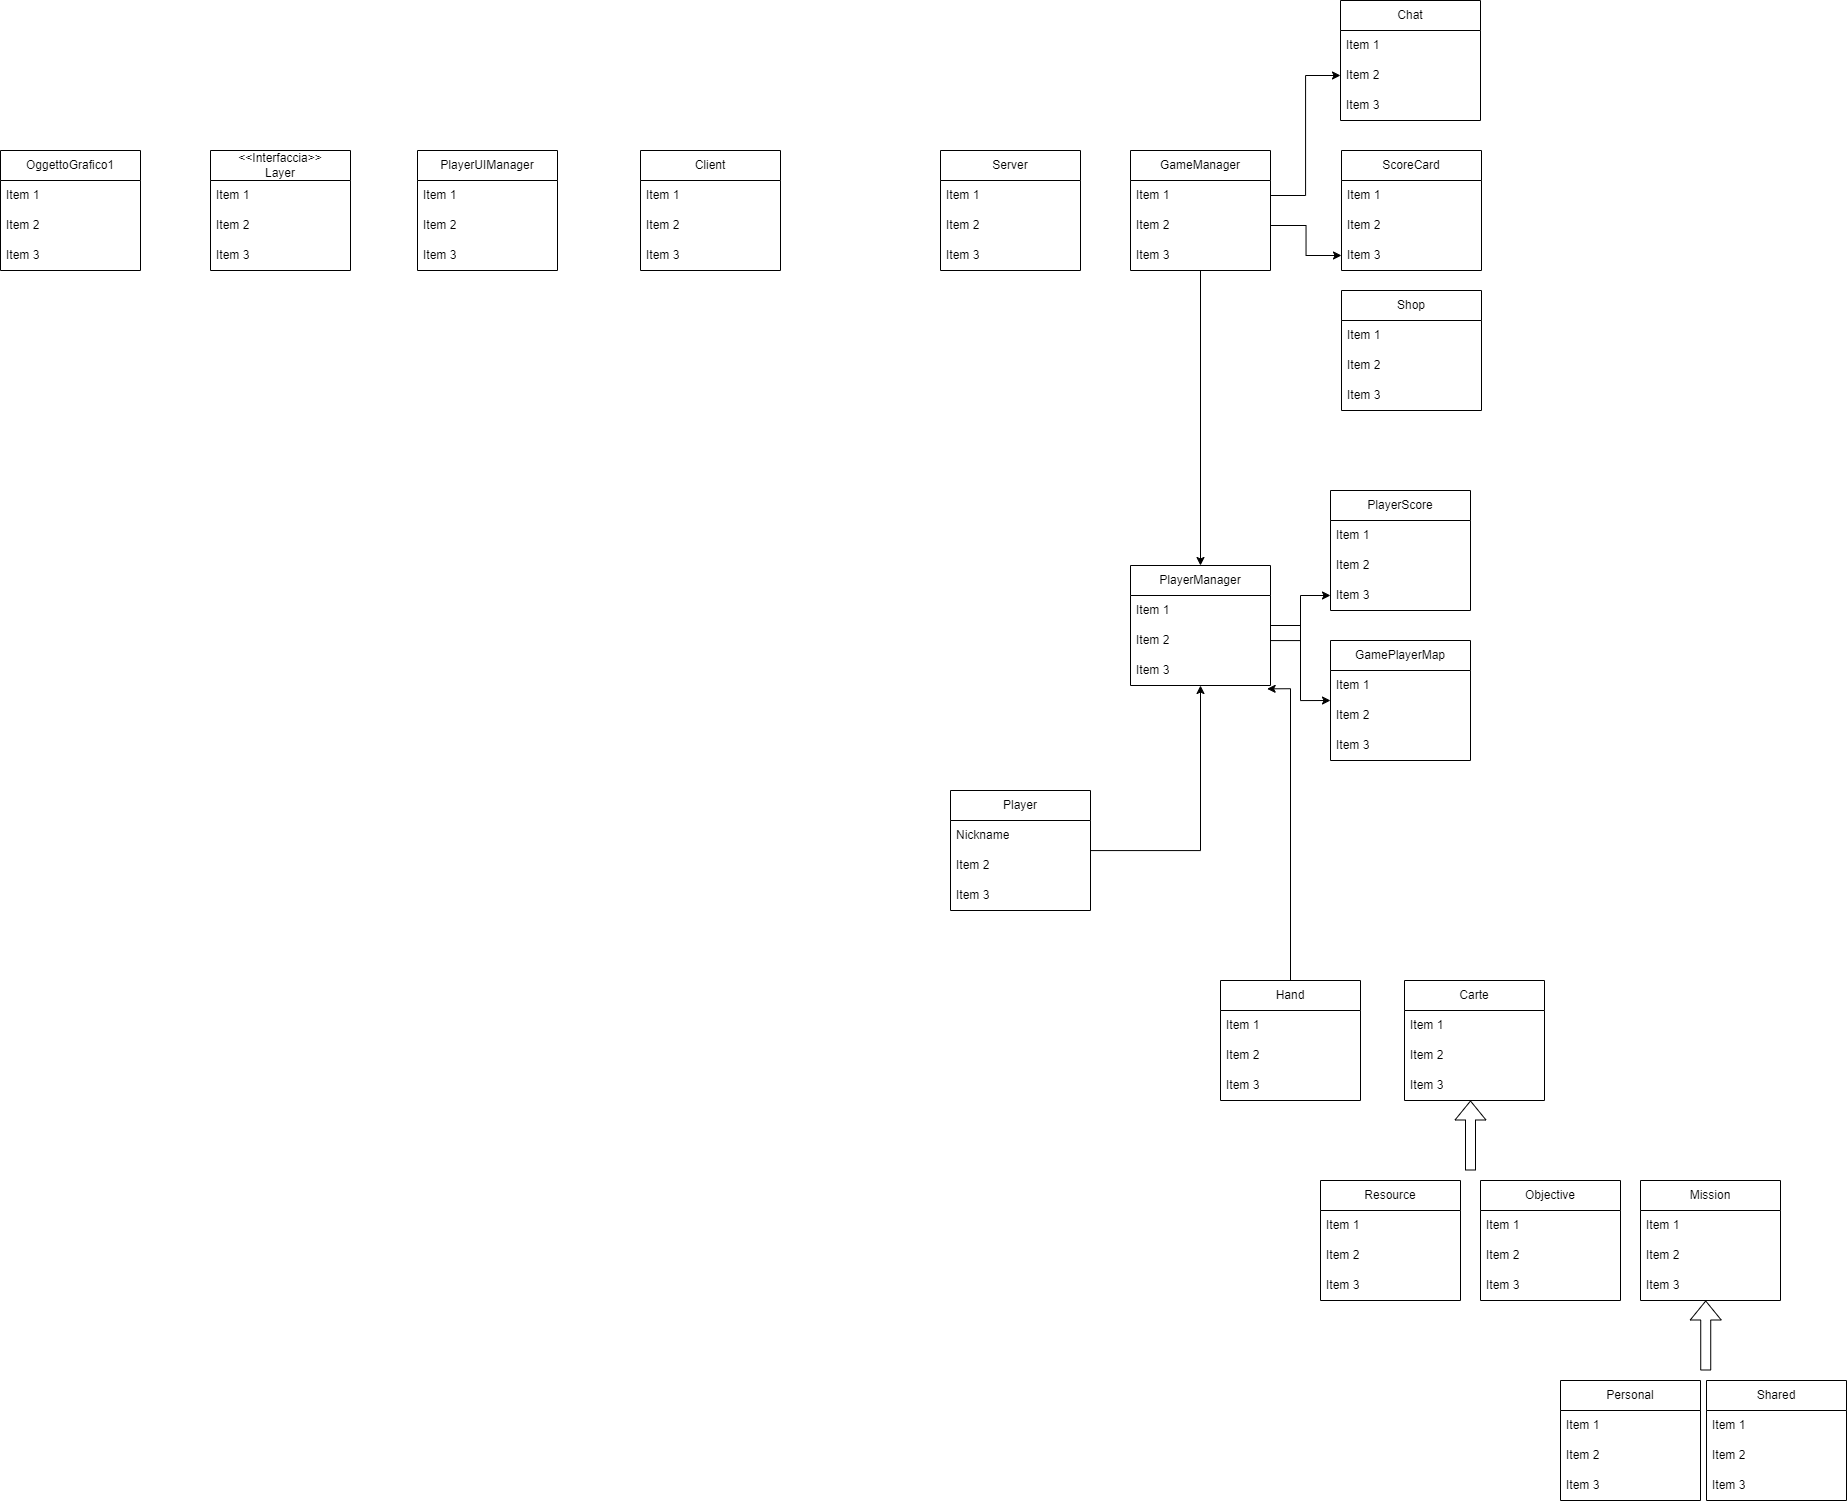 Chat
Item 1
Item 2
Item 3
OggettoGrafico1
Item 1
Item 2
Item 3
<<Interfaccia>>
Layer
Item 1
Item 2
Item 3
PlayerUIManager
Item 1
Item 2
Item 3
Client
Item 1
Item 2
Item 3
Server
Item 1
Item 2
Item 3
GameManager
Item 1
Item 2
Item 3
ScoreCard
Item 1
Item 2
Item 3
Shop
Item 1
Item 2
Item 3
PlayerScore
Item 1
Item 2
Item 3
PlayerManager
Item 1
Item 2
Item 3
GamePlayerMap
Item 1
Item 2
Item 3
Player
Nickname
Item 2
Item 3
Hand
Item 1
Item 2
Item 3
Carte
Item 1
Item 2
Item 3
Resource
Item 1
Item 2
Item 3
Objective
Item 1
Item 2
Item 3
Mission
Item 1
Item 2
Item 3
Personal
Item 1
Item 2
Item 3
Shared
Item 1
Item 2
Item 3